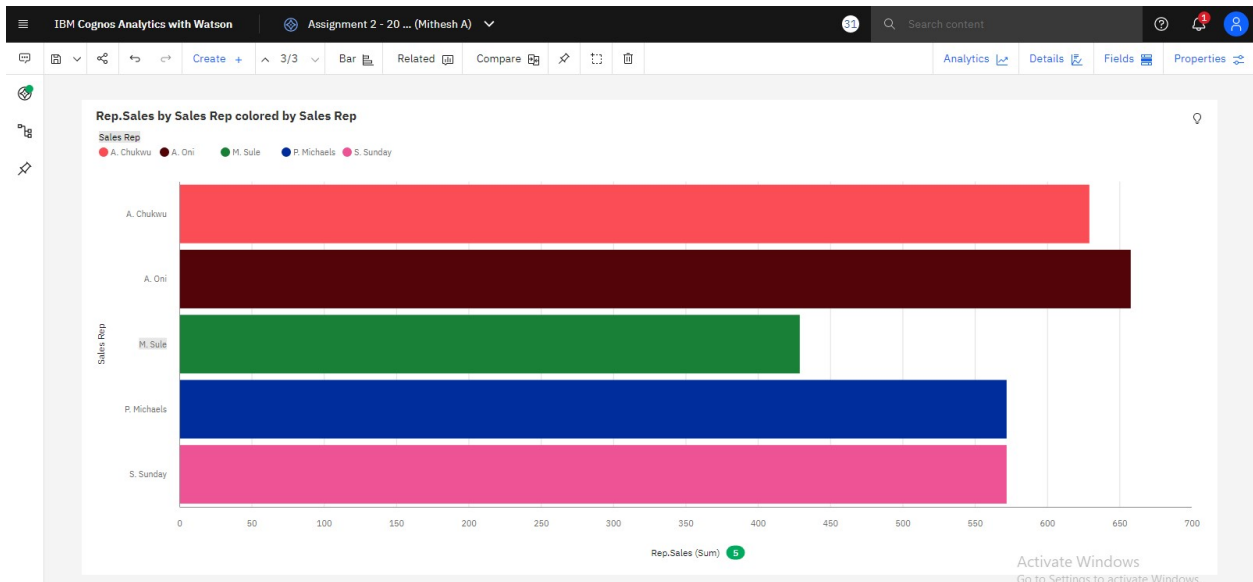 IBM Cognos Analytics with Watson Assignment 2 - 20 ... (Mithesh A) 31 Search content 1
Create + 3/3 Bar Related Compare Analytics Details Fields Properties
Rep.Sales by Sales Rep colored by Sales Rep
Sales Rep
A. Chukwu A. Oni M. Sule P. Michaels S. Sunday
A. Chukwu
A. Oni
Sales Rep
M. Sule
P. Michaels
S. Sunday
0 50 100 150 200 250 300 350 400 450 500 550 600 650 700
Rep.Sales (Sum) 5
Activate Windows
Go to Settings to activate Windows.